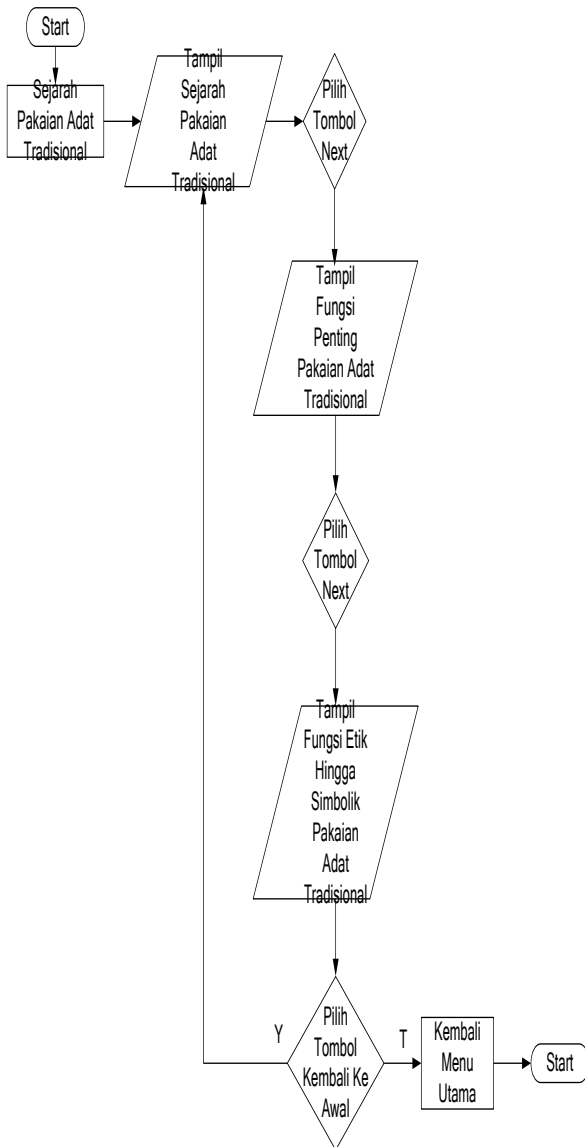 Start
Sejarah
Pakaian Adat
Tradisional
Tampil
Sejarah
Pakaian
Adat
Tradisional
Pilih
Tombol
Next
Tampil
Fungsi
Penting
Pakaian Adat
Tradisional
Pilih
Tombol
Next
Tampil
Fungsi Etik
Hingga
Simbolik
Pakaian
Adat
Tradisional
Y
Pilih
Tombol
Kembali Ke
Awal
T
Kembali
Menu
Utama
Start